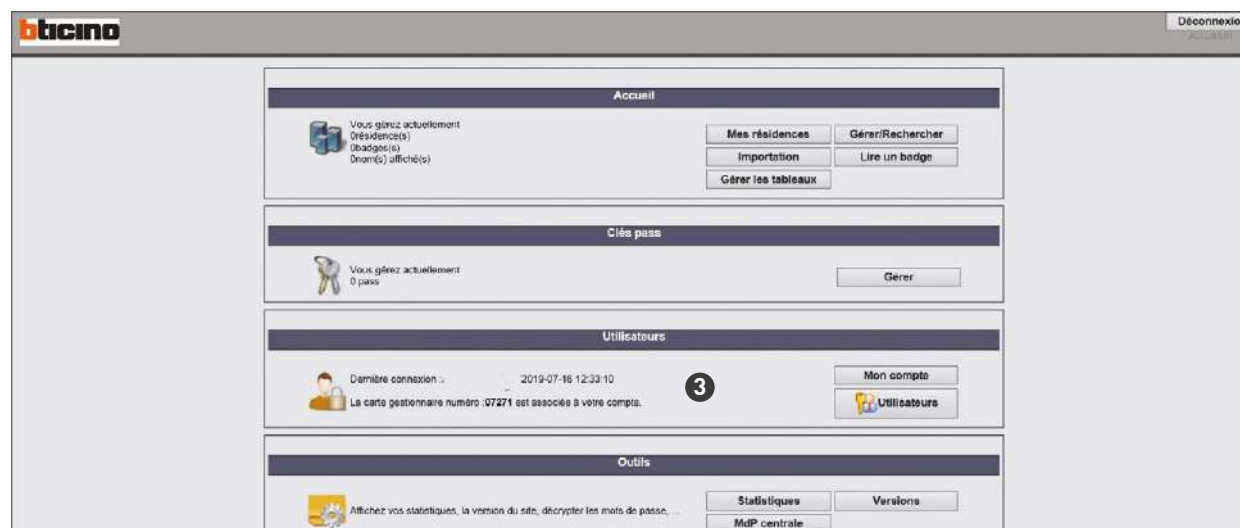 bticino
Déconnexio
Accueil
Vous gérez actuellement
0résidence(s)
0badges(s)
0nom(s) affiché(s)
Mes résidences
Gérer/Rechercher
Importation
Lire un badge
Gérer les tableaux
Clés pass
Vous gérez actuellement
0 pass
Gérer
Utilisateurs
Dernière connexion :. 2019-07-16 12:33:10
3
Mon compte
La carte gestionnaire numéro :07271 est associée à votre compte.
Utilisateurs
Outils
Affichez vos statistiques, la version du site, décrypter les mots de passe, ...
Statistiques
Versions
MdP centrale